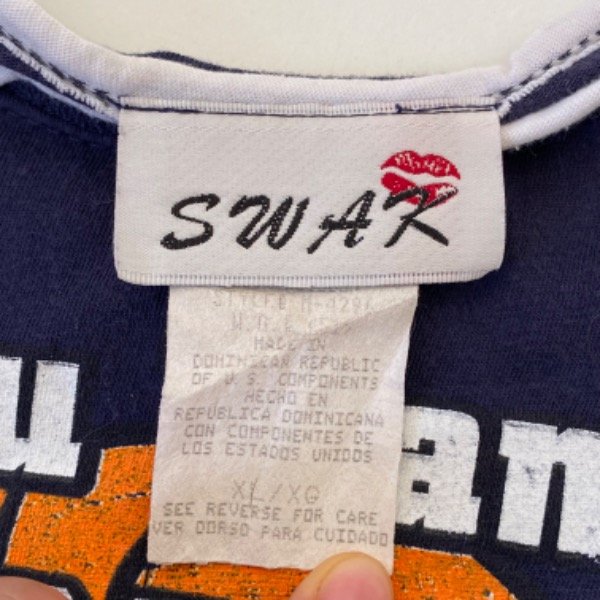 SWAK
MADE IN
DOMINICAN REPUBLIC
OF U.S. COMPONENTS
HECHO EN
REPUBLICA DOMINICANA
CON COMPONENTES DE
LOS ESTADOS UNIDOS
XL/XG
SEE REVERSE FOR CARE
VER DORSO PARA CUIDADO
u an